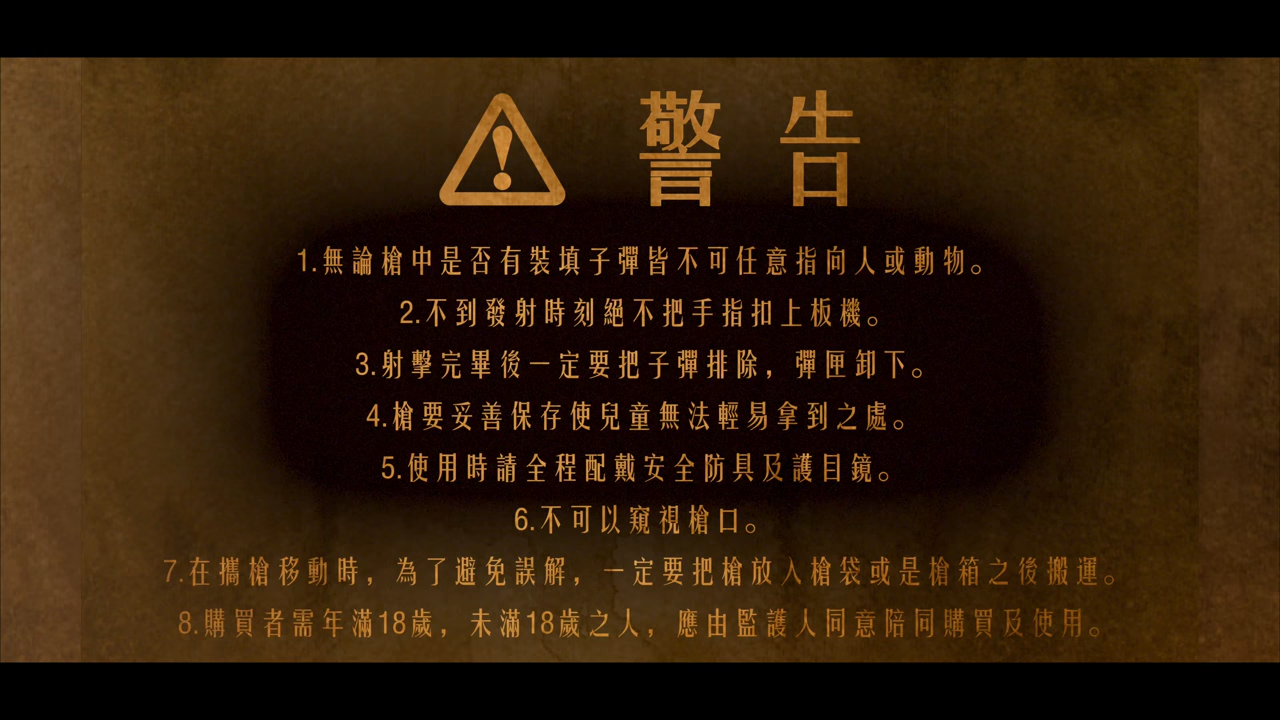 警告
1.無論槍中是否有裝填子彈皆不可任意指向人或動物。
2.不到發射時刻絕不把手指扣上板機。
3.射擊完畢後一定要把子彈排除，彈匣卸下。
4.槍要妥善保存使兒童無法輕易拿到之處。
5.使用時請全程配戴安全防具及護目鏡。
6.不可以窺視槍口。
7.在攜槍移動時，為了避免誤解，一定要把槍放入槍袋或是槍箱之後搬運。
8.購買者需年滿18歲，未滿18歲之人，應由監護人同意陪同購買及使用。